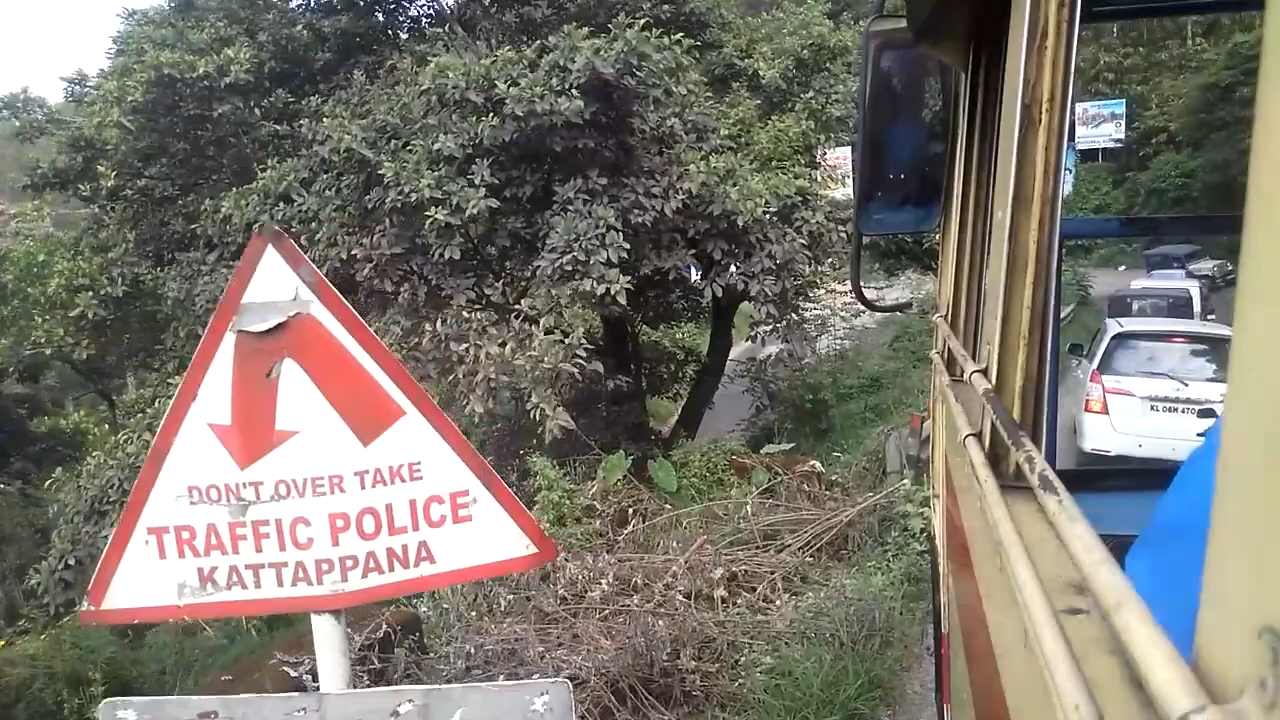 DON'T OVER TAKE
TRAFFIC POLICE
KATTAPPANA
KL 06H 470